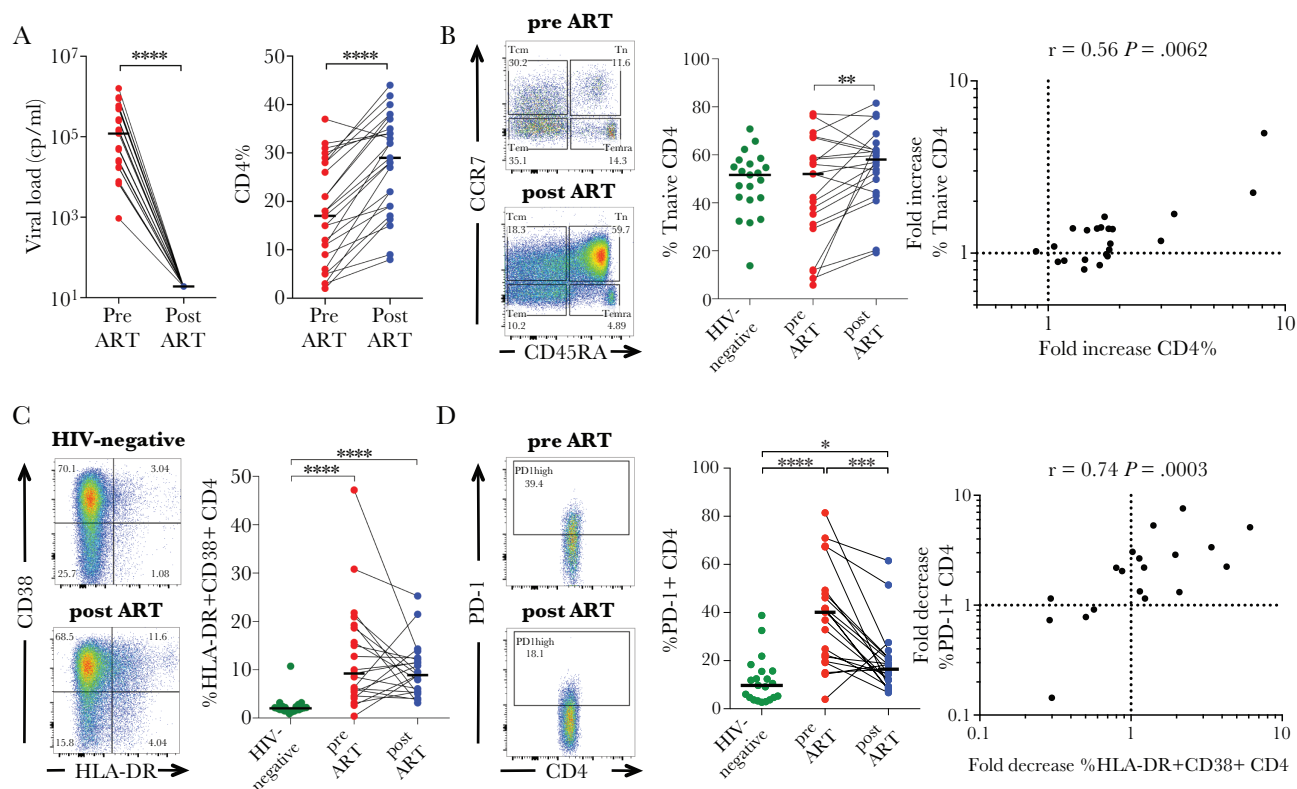 A
Viral load (cp/ml)
10⁷
10⁵
10³
10¹
****
Pre
ART
Post
ART
CD4%
50
40
30
20
10
0
****
Pre
ART
Post
ART
B
pre ART
Tcm
30.2
Tn
11.6
Tem
35.1
Temra
14.3
post ART
Tcm
18.3
Tn
59.7
Tem
10.2
Temra
4.89
CCR7
CD45RA
% Tnaive CD4
100
80
60
40
20
0
**
HIV-
negative
pre
ART
post
ART
r = 0.56 P = .0062
Fold increase
% Tnaive CD4
10
1
1
10
Fold increase CD4%
C
HIV-negative
70.1
3.04
25.7
1.08
post ART
68.5
11.6
15.8
4.04
CD38
HLA-DR
%HLA-DR+CD38+ CD4
50
40
30
20
10
0
****
****
HIV-
negative
pre
ART
post
ART
D
pre ART
PD1high
39.4
post ART
PD1high
18.1
PD-1
CD4
%PD-1+ CD4
100
80
60
40
20
0
*
****
***
HIV-
negative
pre
ART
post
ART
r = 0.74 P = .0003
Fold decrease
%PD-1+ CD4
10
1
0.1
0.1
1
10
Fold decrease %HLA-DR+CD38+ CD4